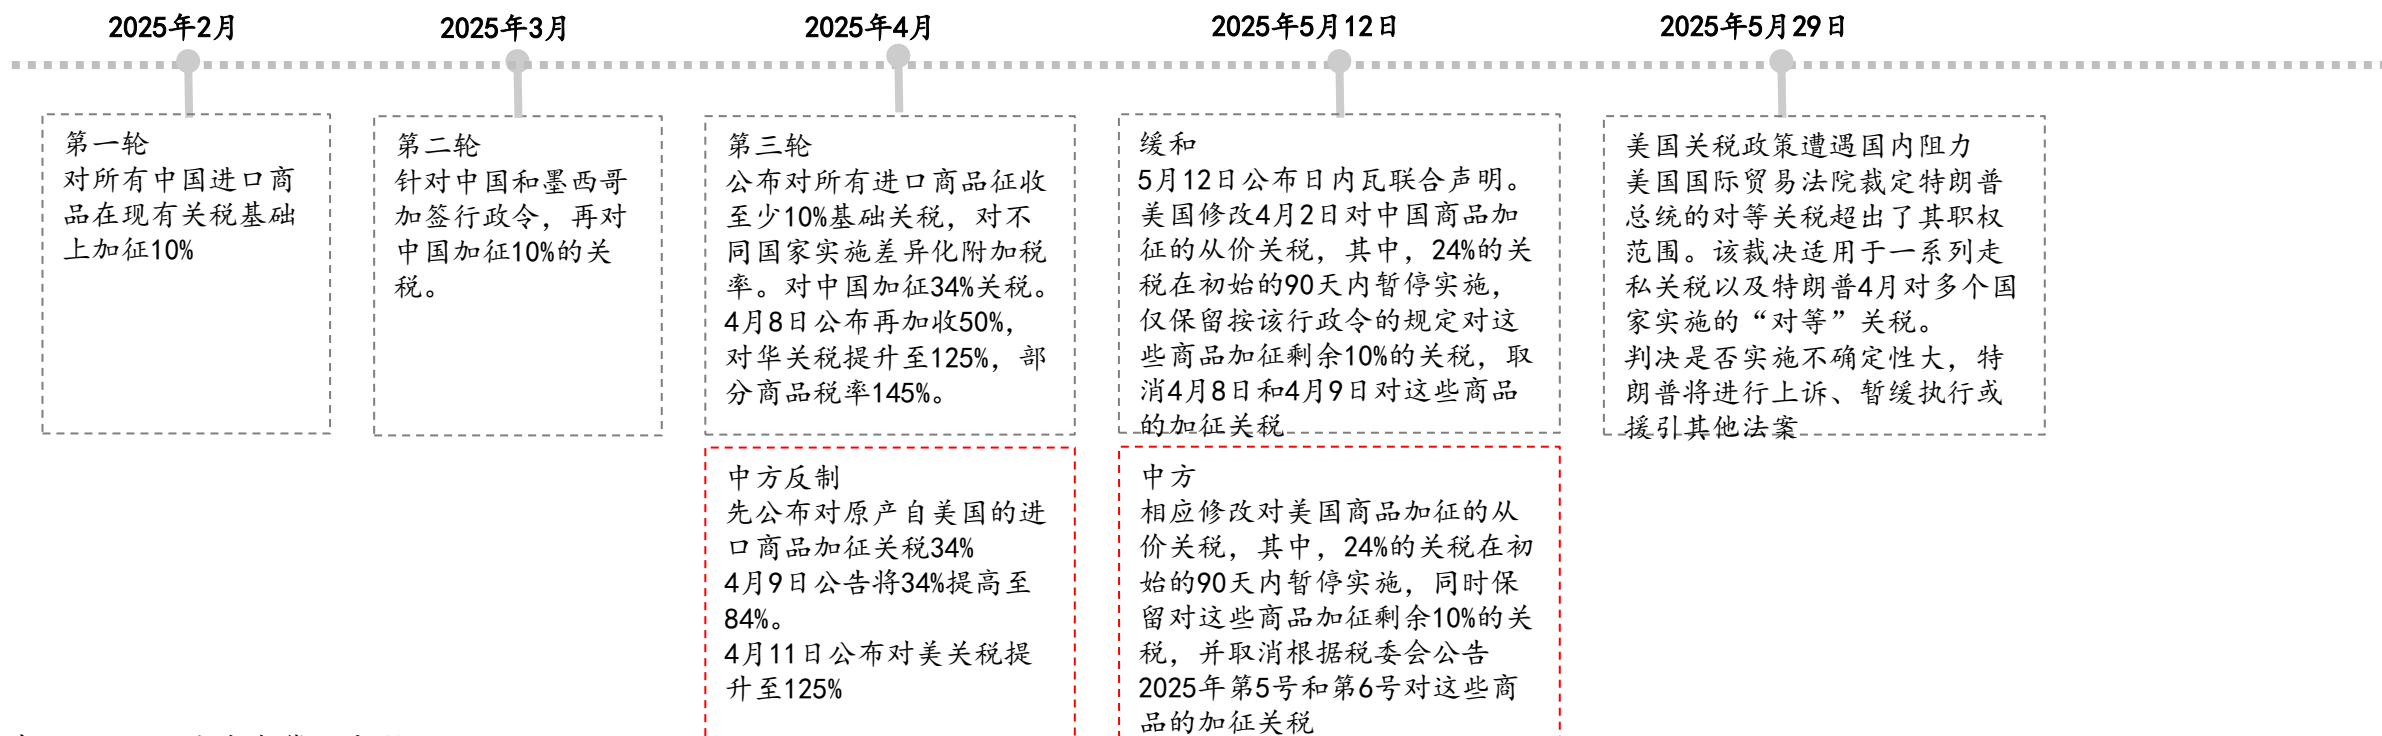 2025年2月
2025年3月
2025年4月
2025年5月12日
2025年5月29日
第一轮
对所有中国进口商
品在现有关税基础
上加征10%
第二轮
针对中国和墨西哥
加签行政令，再对
中国加征10%的关
税。
第三轮
公布对所有进口商品征收
至少10%基础关税，对不
同国家实施差异化附加税
率。对中国加征34%关税。
4月8日公布再加收50%，
对华关税提升至125%，部
分商品税率145%。
缓和
5月12日公布日内瓦联合声明。
美国修改4月2日对中国商品加
征的从价关税，其中，24%的关
税在初始的90天内暂停实施，
仅保留按该行政令的规定对这
些商品加征剩余10%的关税，取
消4月8日和4月9日对这些商品
的加征关税
美国关税政策遭遇国内阻力
美国国际贸易法院裁定特朗普
总统的对等关税超出了其职权
范围。该裁决适用于一系列走
私关税以及特朗普4月对多个国
家实施的“对等”关税。
判决是否实施不确定性大，特
朗普将进行上诉、暂缓执行或
援引其他法案
中方反制
先公布对原产自美国的进
口商品加征关税34%
4月9日公告将34%提高至
84%。
4月11日公布对美关税提
升至125%
中方
相应修改对美国商品加征的从
价关税，其中，24%的关税在初
始的90天内暂停实施，同时保
留对这些商品加征剩余10%的关
税，并取消根据税委会公告
2025年第5号和第6号对这些商
品的加征关税